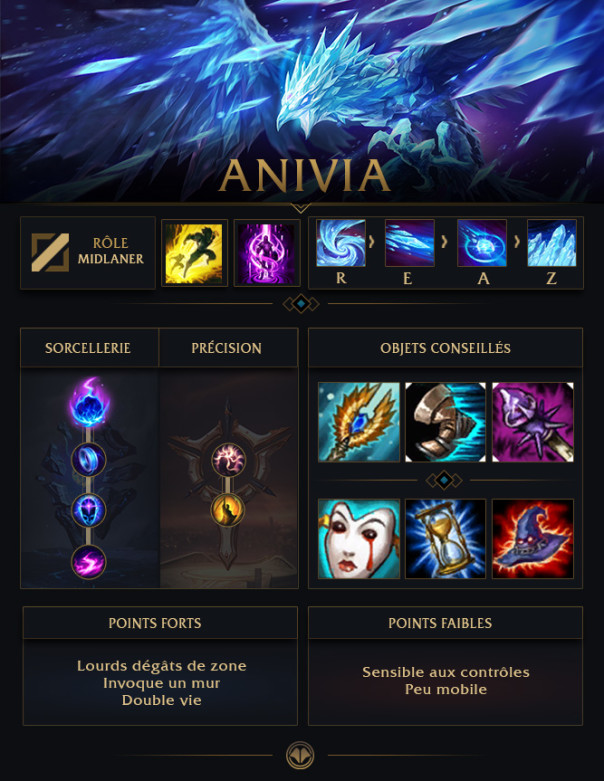 ANIVIA
RÔLE
MIDLANER
R
E
A
Z
SORCELLERIE
PRÉCISION
OBJETS CONSEILLÉS
POINTS FORTS
Lourds dégâts de zone
Invoque un mur
Double vie
POINTS FAIBLES
Sensible aux contrôles
Peu mobile